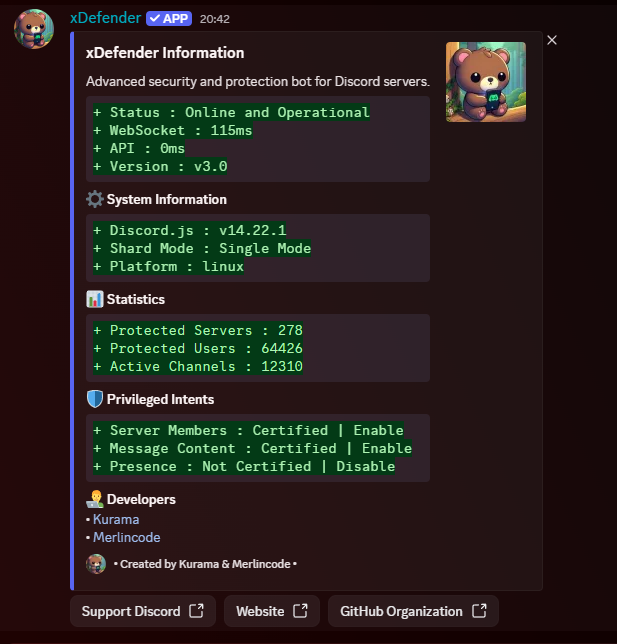 xDefender APP 20:42
xDefender Information
Advanced security and protection bot for Discord servers.
+ Status : Online and Operational
+ WebSocket : 115ms
+ API : 0ms
+ Version : v3.0
System Information
+ Discord.js : v14.22.1
+ Shard Mode : Single Mode
+ Platform : linux
Statistics
+ Protected Servers : 278
+ Protected Users : 64426
+ Active Channels : 12310
Privileged Intents
+ Server Members : Certified | Enable
+ Message Content : Certified | Enable
+ Presence : Not Certified | Disable
Developers
• Kurama
• Merlincode
• Created by Kurama & Merlincode •
Support Discord Website GitHub Organization